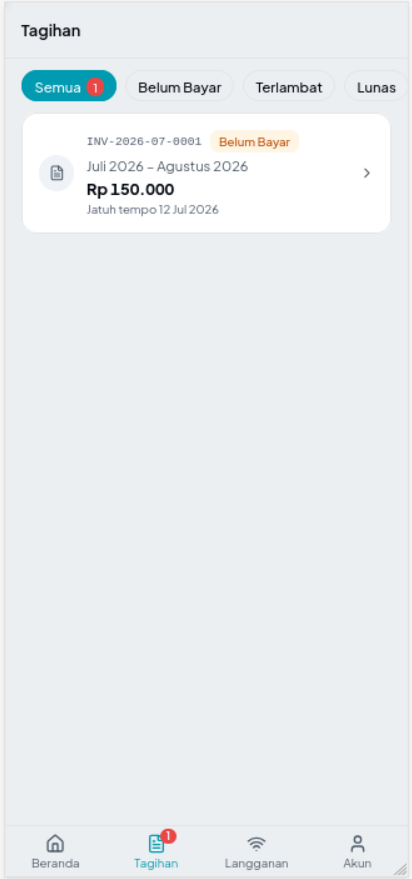 Tagihan
Semua 1 Belum Bayar Terlambat Lunas
INV-2026-07-0001 Belum Bayar
Juli 2026 – Agustus 2026
Rp 150.000
Jatuh tempo 12 Jul 2026
1
Beranda Tagihan Langganan Akun